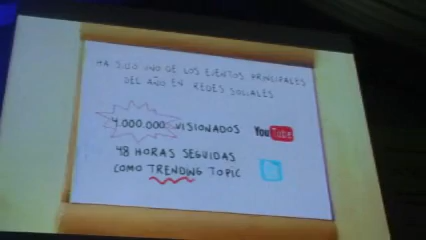 HA SIDO UNO DE LOS EVENTOS PRINCIPALES
DEL AÑO EN REDES SOCIALES
4.000.000 VISIONADOS YouTube
48 HORAS SEGUIDAS
COMO TRENDING TOPIC